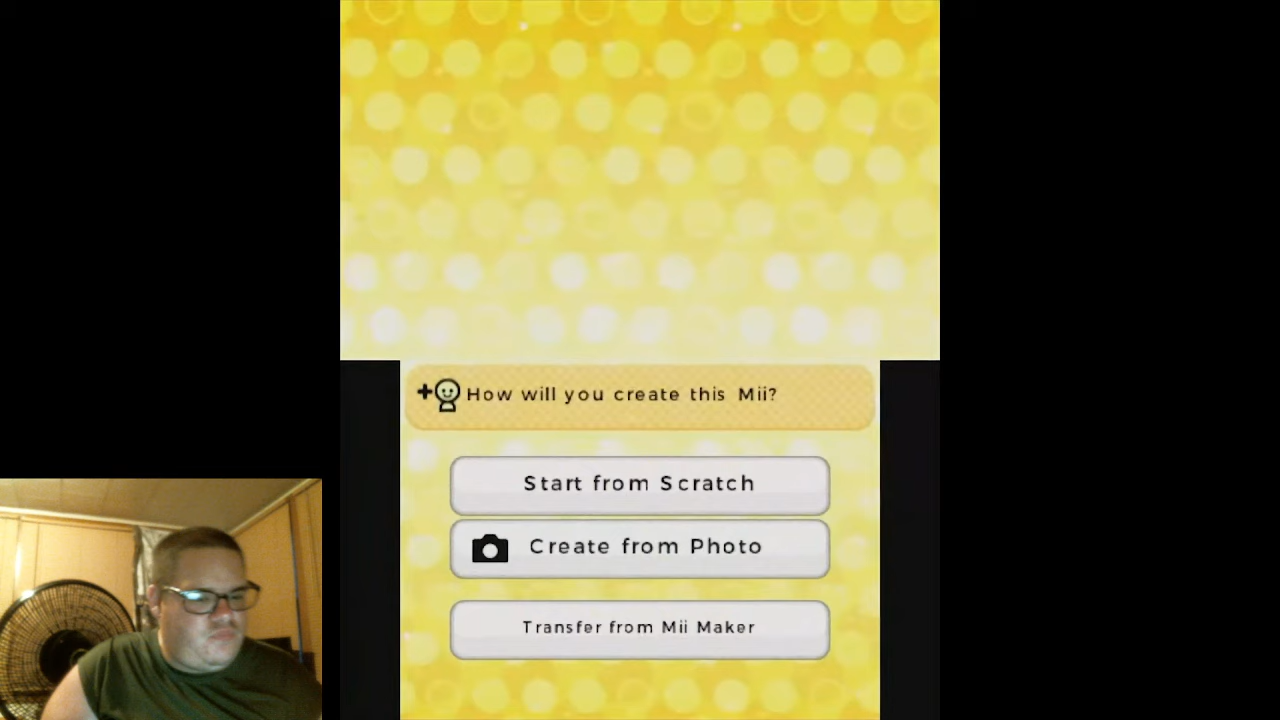 How will you create this Mii?
Start from Scratch
Create from Photo
Transfer from Mii Maker